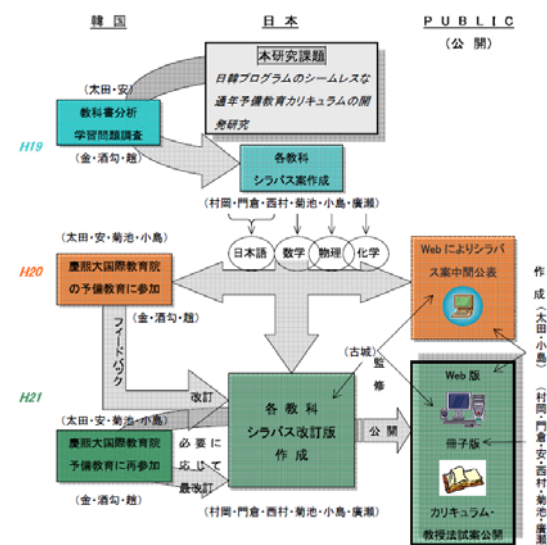 韓国
日本
PUBLIC
(公開)
本研究課題
日韓プログラムのシームレスな
通年予備教育カリキュラムの開
発研究
(太田・安)
教科書分析
学習問題調査
(金・酒勾・趙)
H19
各教科
シラバス案作成
(村岡・門倉・西村・菊池・小島・廣瀬)
日本語
数学
物理
化学
(太田・安・菊池・小島)
H20
慶熙大国際教育院
の予備教育に参加
(金・酒勾・趙)
Webによりシラバ
ス案中間公表
作成(太田・小島)
(村岡・門倉・安・西村・菊池・廣瀬)
フィードバック
改訂
(古城)
監修
H21
各教科
シラバス改訂版
作成
公開
Web版
冊子版
カリキュラム・
教授法試案公開
(太田・安・菊池・小島)
慶熙大国際教育院
予備教育に再参加
(金・酒勾・趙)
必要に
応じて
最改訂
(村岡・門倉・西村・菊池・小島・廣瀬)